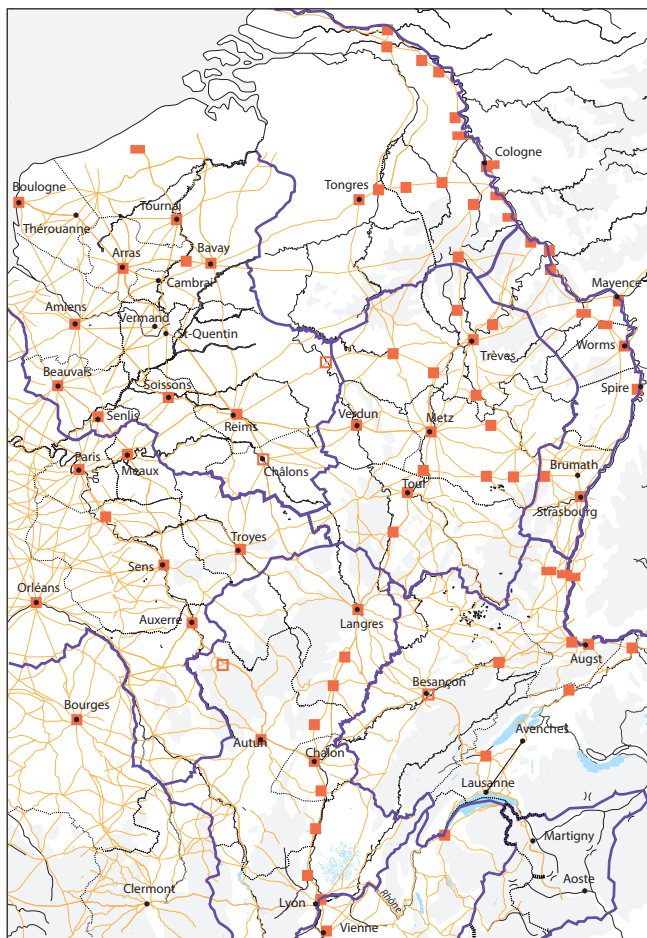 Cologne
Boulogne
Tongres
Thérouanne
Tournai
Arras
Bavay
Cambrai
Mayence
Amiens
Vermand
St-Quentin
Trèves
Worms
Beauvais
Soissons
Spire
Senlis
Reims
Verdun
Metz
Paris
Meaux
Châlons
Brumath
Toul
Strasbourg
Troyes
Sens
Orléans
Auxerre
Langres
Augst
Besançon
Bourges
Avenches
Autun
Chalon
Lausanne
Martigny
Clermont
Aoste
Rhône
Lyon
Vienne